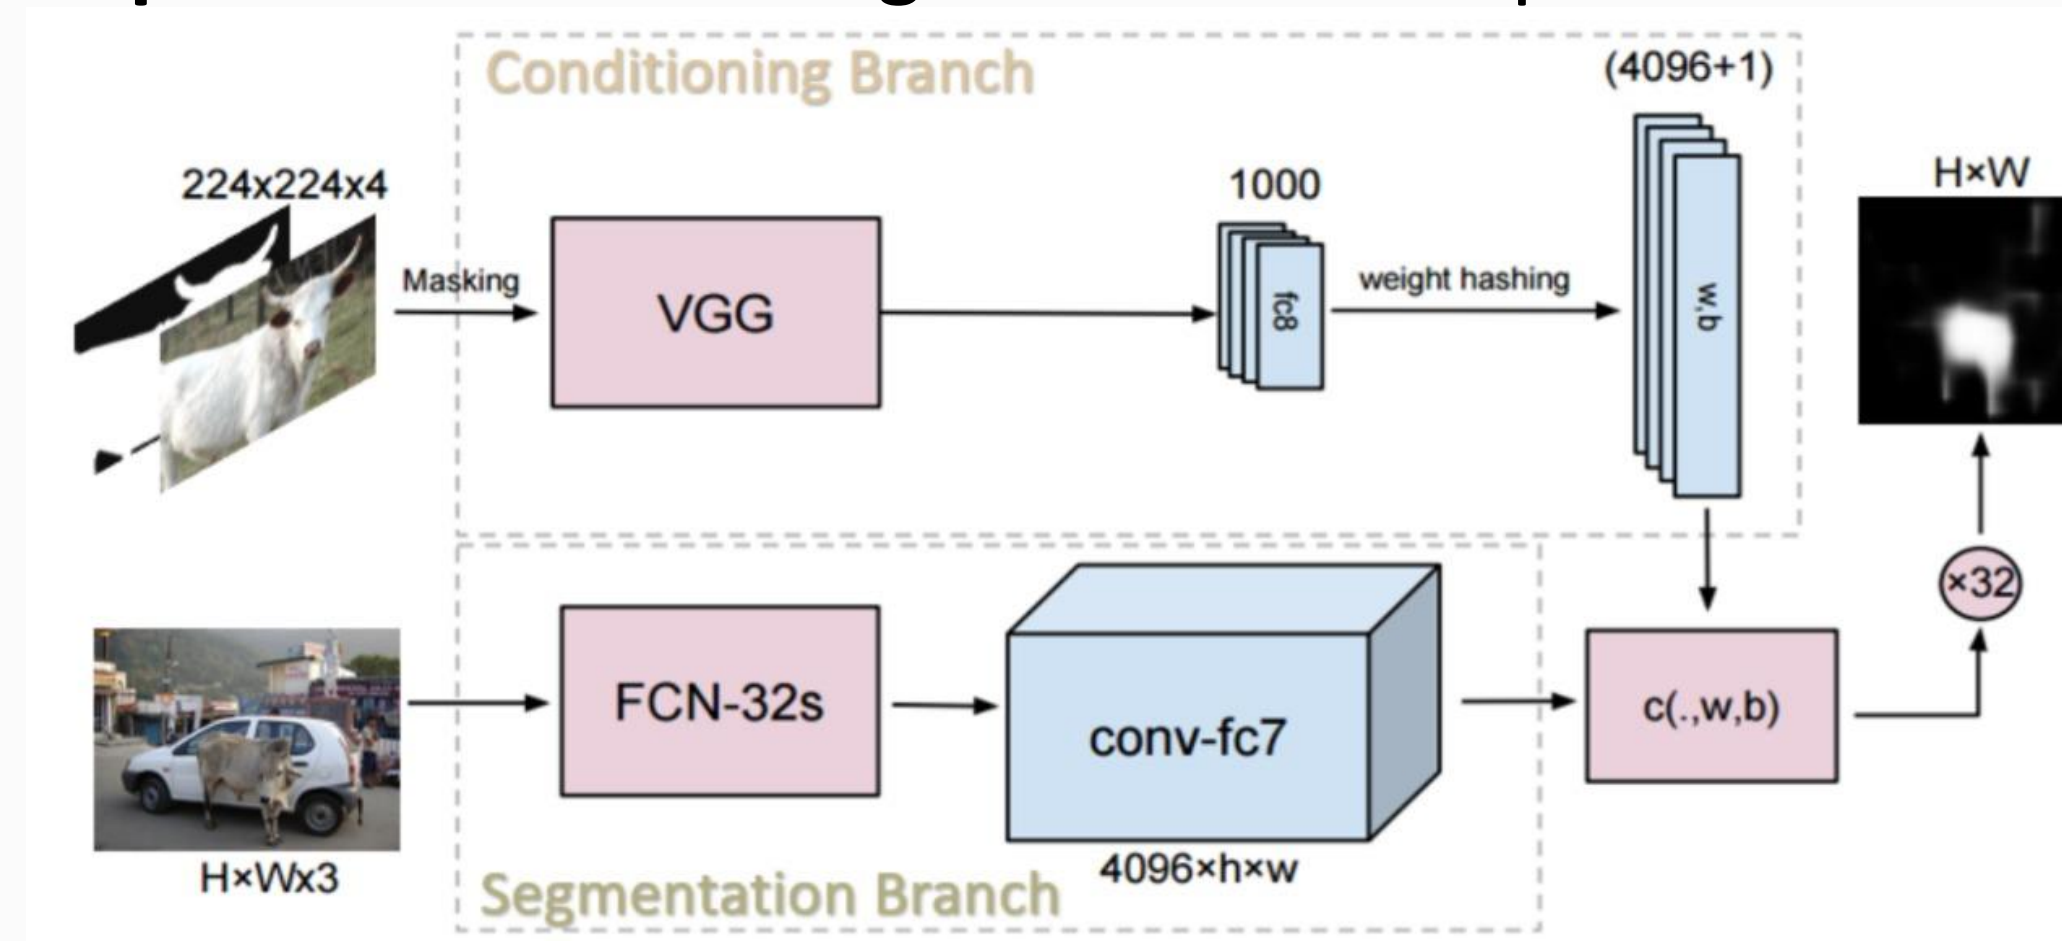 Conditioning Branch
(4096+1)
224x224x4
1000
H×W
Masking
VGG
fc8
weight hashing
w,b
×32
FCN-32s
conv-fc7
c(.,w,b)
H×Wx3
4096×h×w
Segmentation Branch